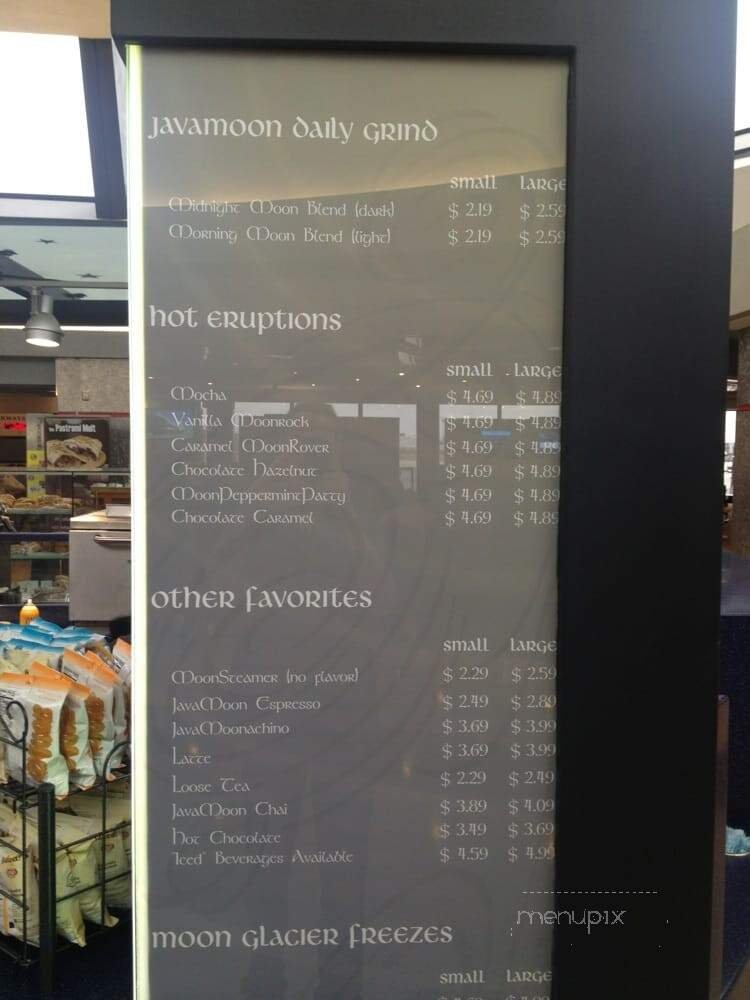 JavaMoon Daily Grind
Small Large
Midnight Moon Blend (dark) $ 2.19 $ 2.59
Morning Moon Blend (light) $ 2.19 $ 2.59
Hot Eruptions
Small Large
Mocha $ 4.69 $ 4.89
Vanilla Moonrock $ 4.69 $ 4.89
Caramel MoonRover $ 4.69 $ 4.89
Chocolate Hazelnut $ 4.69 $ 4.89
MoonPeppermintPatty $ 4.69 $ 4.89
Chocolate Caramel $ 4.69 $ 4.89
Pastrami Melt
Other Favorites
Small Large
MoonSteamer (no flavor) $ 2.29 $ 2.59
JavaMoon Espresso $ 2.49 $ 2.89
JavaMoonachino $ 3.69 $ 3.99
Latte $ 3.69 $ 3.99
Loose Tea $ 2.29 $ 2.49
JavaMoon Chai $ 3.89 $ 4.09
Hot Chocolate $ 3.49 $ 3.69
"Iced" Beverages Available $ 4.59 $ 4.99
menupix
Moon Glacier Freezes
Small Large